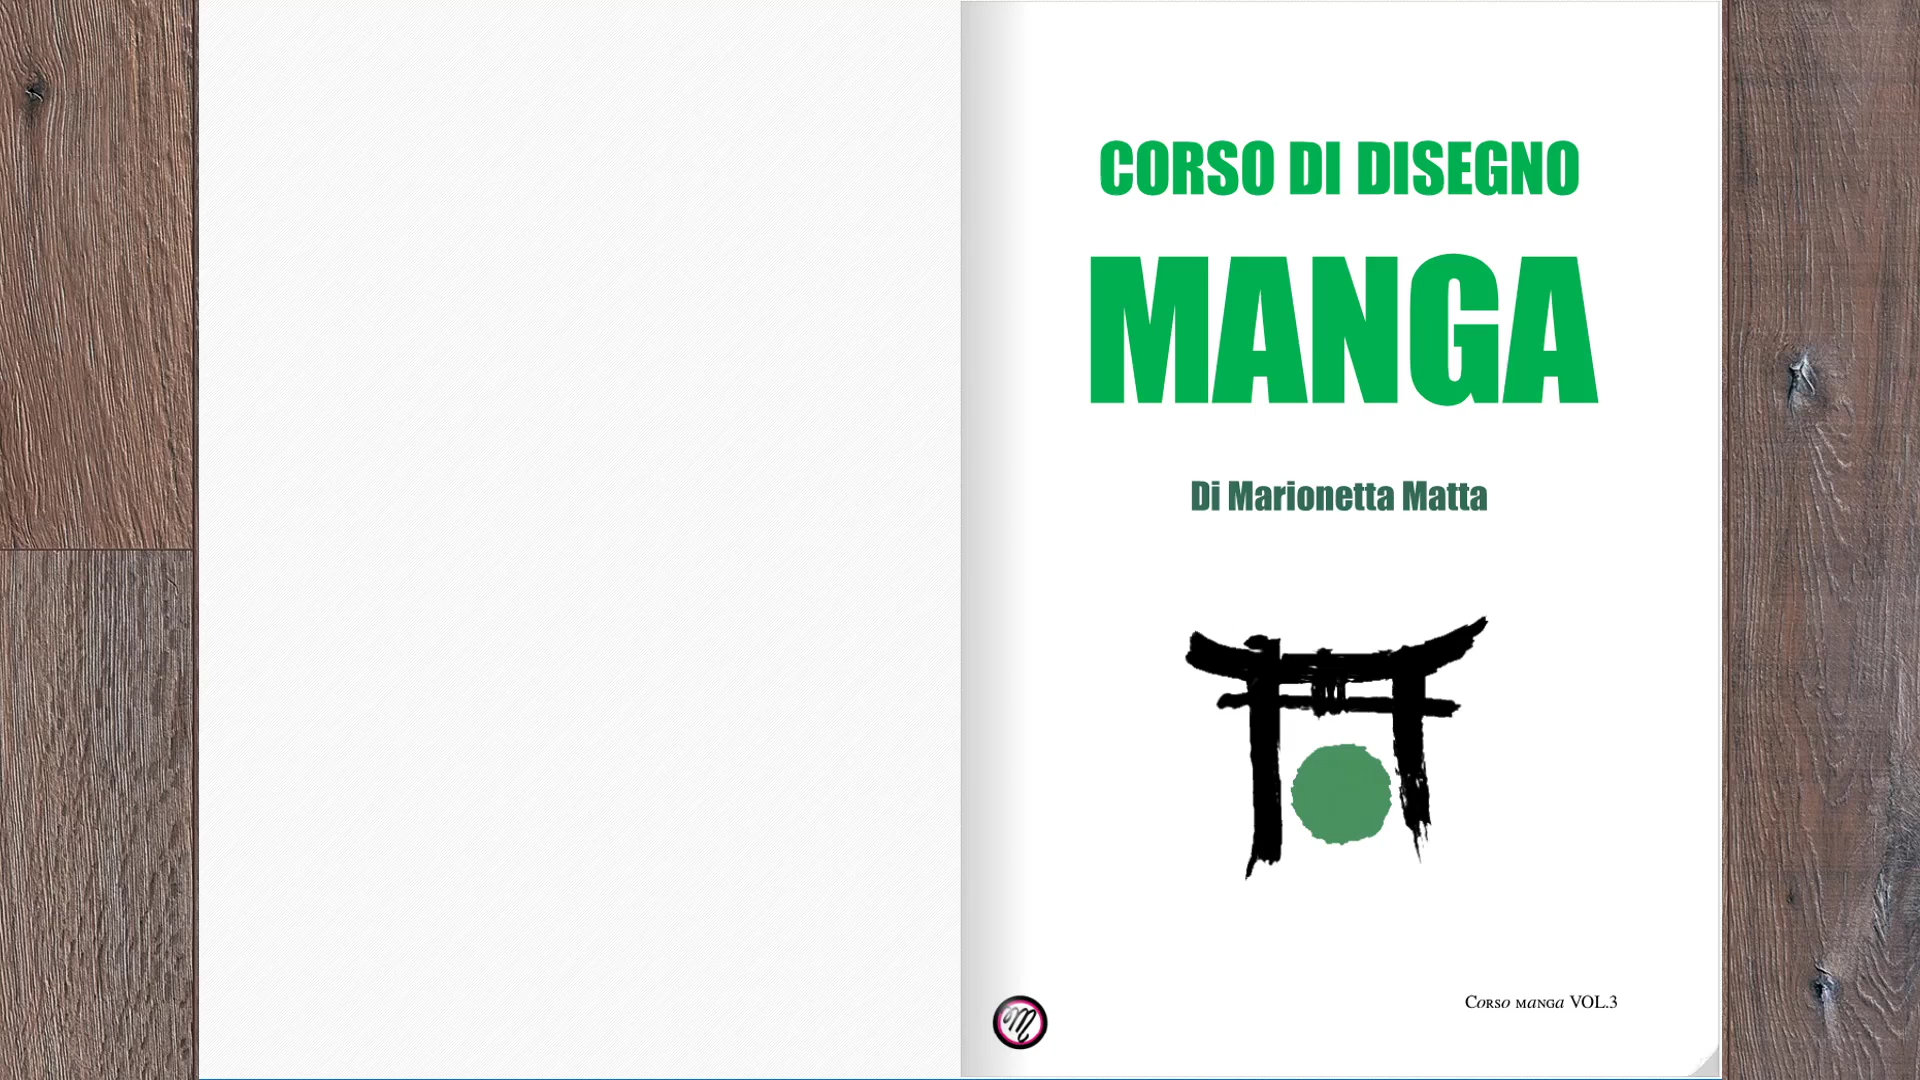 CORSO DI DISEGNO
MANGA
Di Marionetta Matta
Corso manga VOL.3